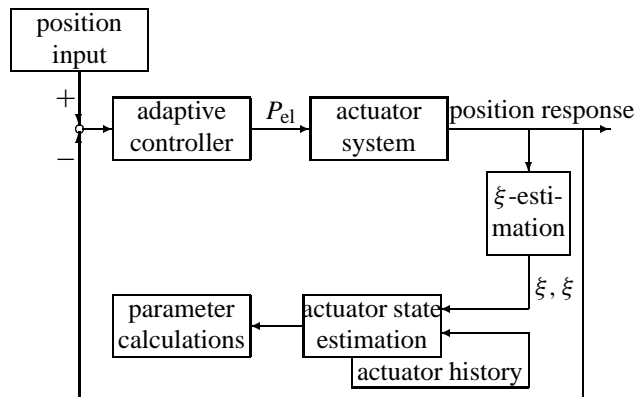 position
input
+
adaptive
controller
P_el
actuator
system
position response
−
ξ-esti-
mation
ξ, ξ
parameter
calculations
actuator state
estimation
actuator history